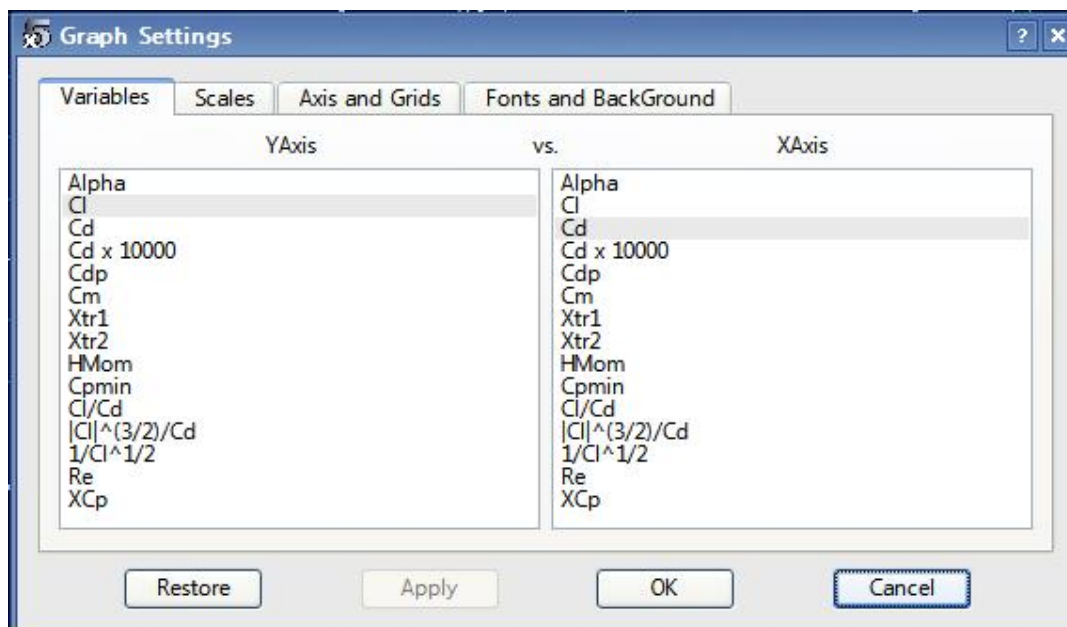 Graph Settings
Variables Scales Axis and Grids Fonts and BackGround
YAxis vs. XAxis
Alpha
Cl
Cd
Cd x 10000
Cdp
Cm
Xtr1
Xtr2
HMom
Cpmin
Cl/Cd
|Cl|^(3/2)/Cd
1/Cl^1/2
Re
XCp
Alpha
Cl
Cd
Cd x 10000
Cdp
Cm
Xtr1
Xtr2
HMom
Cpmin
Cl/Cd
|Cl|^(3/2)/Cd
1/Cl^1/2
Re
XCp
Restore Apply OK Cancel